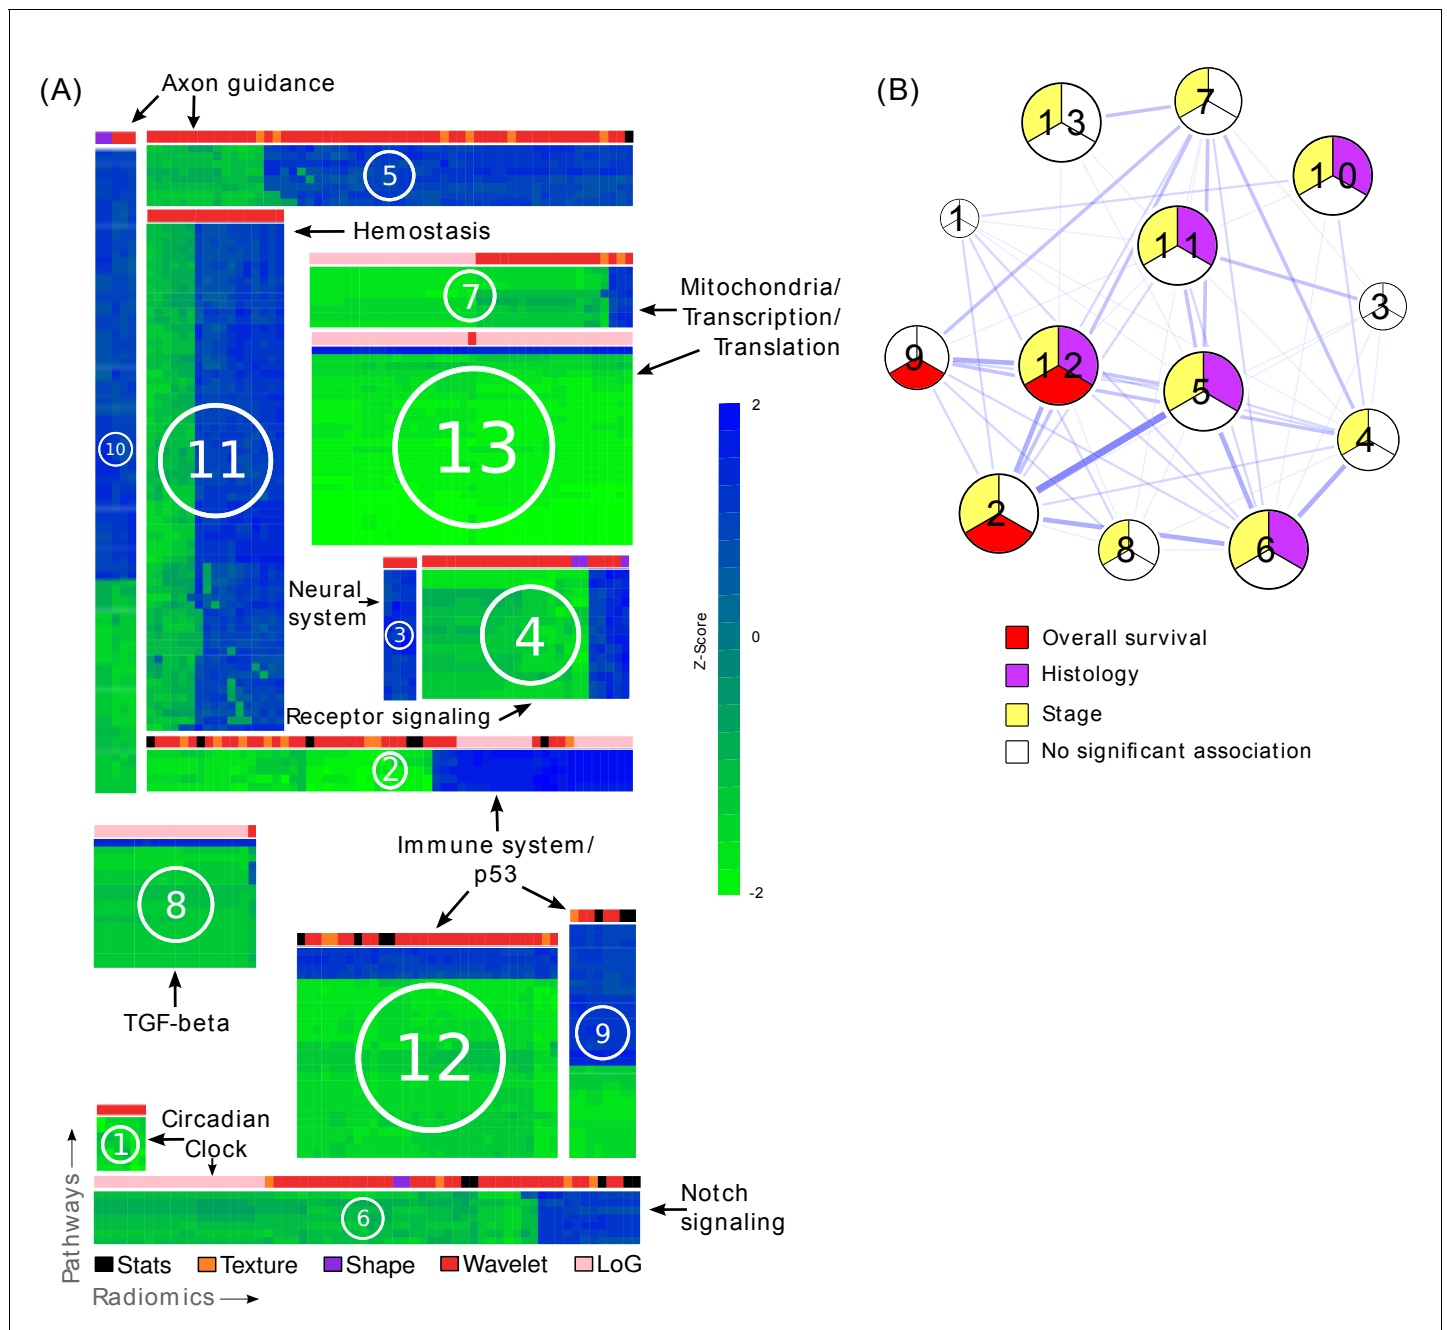 (A)
Axon guidance
5
Hemostasis
7
Mitochondria/
Transcription/
Translation
10
11
13
2
0
-2
Z-Score
Neural
system
3
4
Receptor signaling
2
Immune system/
p53
8
TGF-beta
12
9
Circadian
Clock
1
6
Notch
signaling
Pathways
Stats
Texture
Shape
Wavelet
LoG
Radiomics
(B)
13
7
10
1
11
3
9
12
5
4
2
8
6
Overall survival
Histology
Stage
No significant association